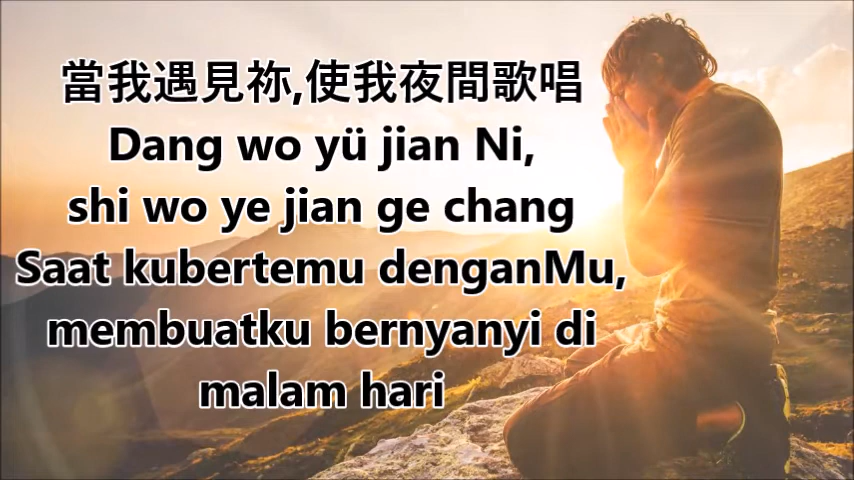 當我遇見祢,使我夜間歌唱
Dang wo yü jian Ni,
shi wo ye jian ge chang
Saat kubertemu denganMu,
membuatku bernyanyi di
malam hari